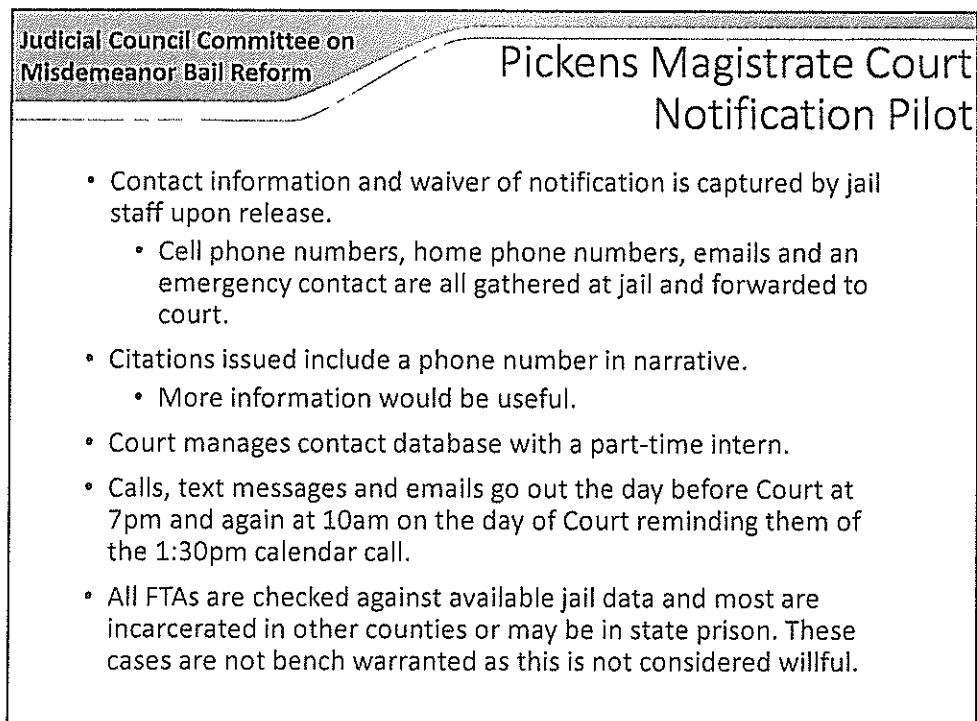 Judicial Council Committee on
Misdemeanor Bail Reform
Pickens Magistrate Court
Notification Pilot
• Contact information and waiver of notification is captured by jail
staff upon release.
• Cell phone numbers, home phone numbers, emails and an
emergency contact are all gathered at jail and forwarded to
court.
• Citations issued include a phone number in narrative.
• More information would be useful.
• Court manages contact database with a part-time intern.
• Calls, text messages and emails go out the day before Court at
7pm and again at 10am on the day of Court reminding them of
the 1:30pm calendar call.
• All FTAs are checked against available jail data and most are
incarcerated in other counties or may be in state prison. These
cases are not bench warranted as this is not considered willful.